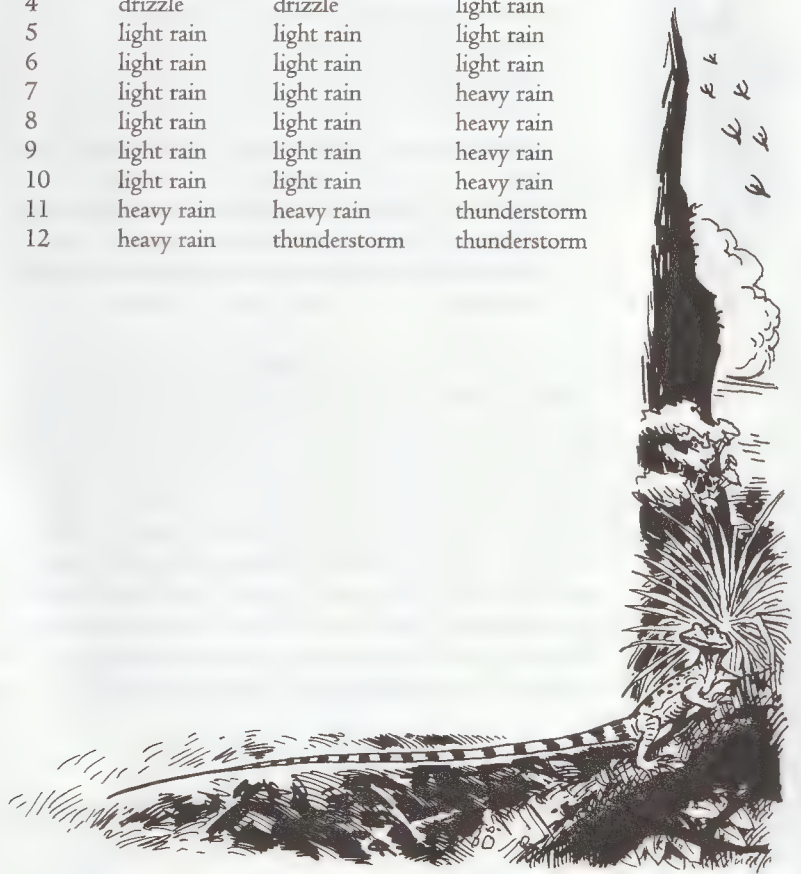 4 drizzle drizzle light rain
5 light rain light rain light rain
6 light rain light rain light rain
7 light rain light rain heavy rain
8 light rain light rain heavy rain
9 light rain light rain heavy rain
10 light rain light rain heavy rain
11 heavy rain heavy rain thunderstorm
12 heavy rain thunderstorm thunderstorm